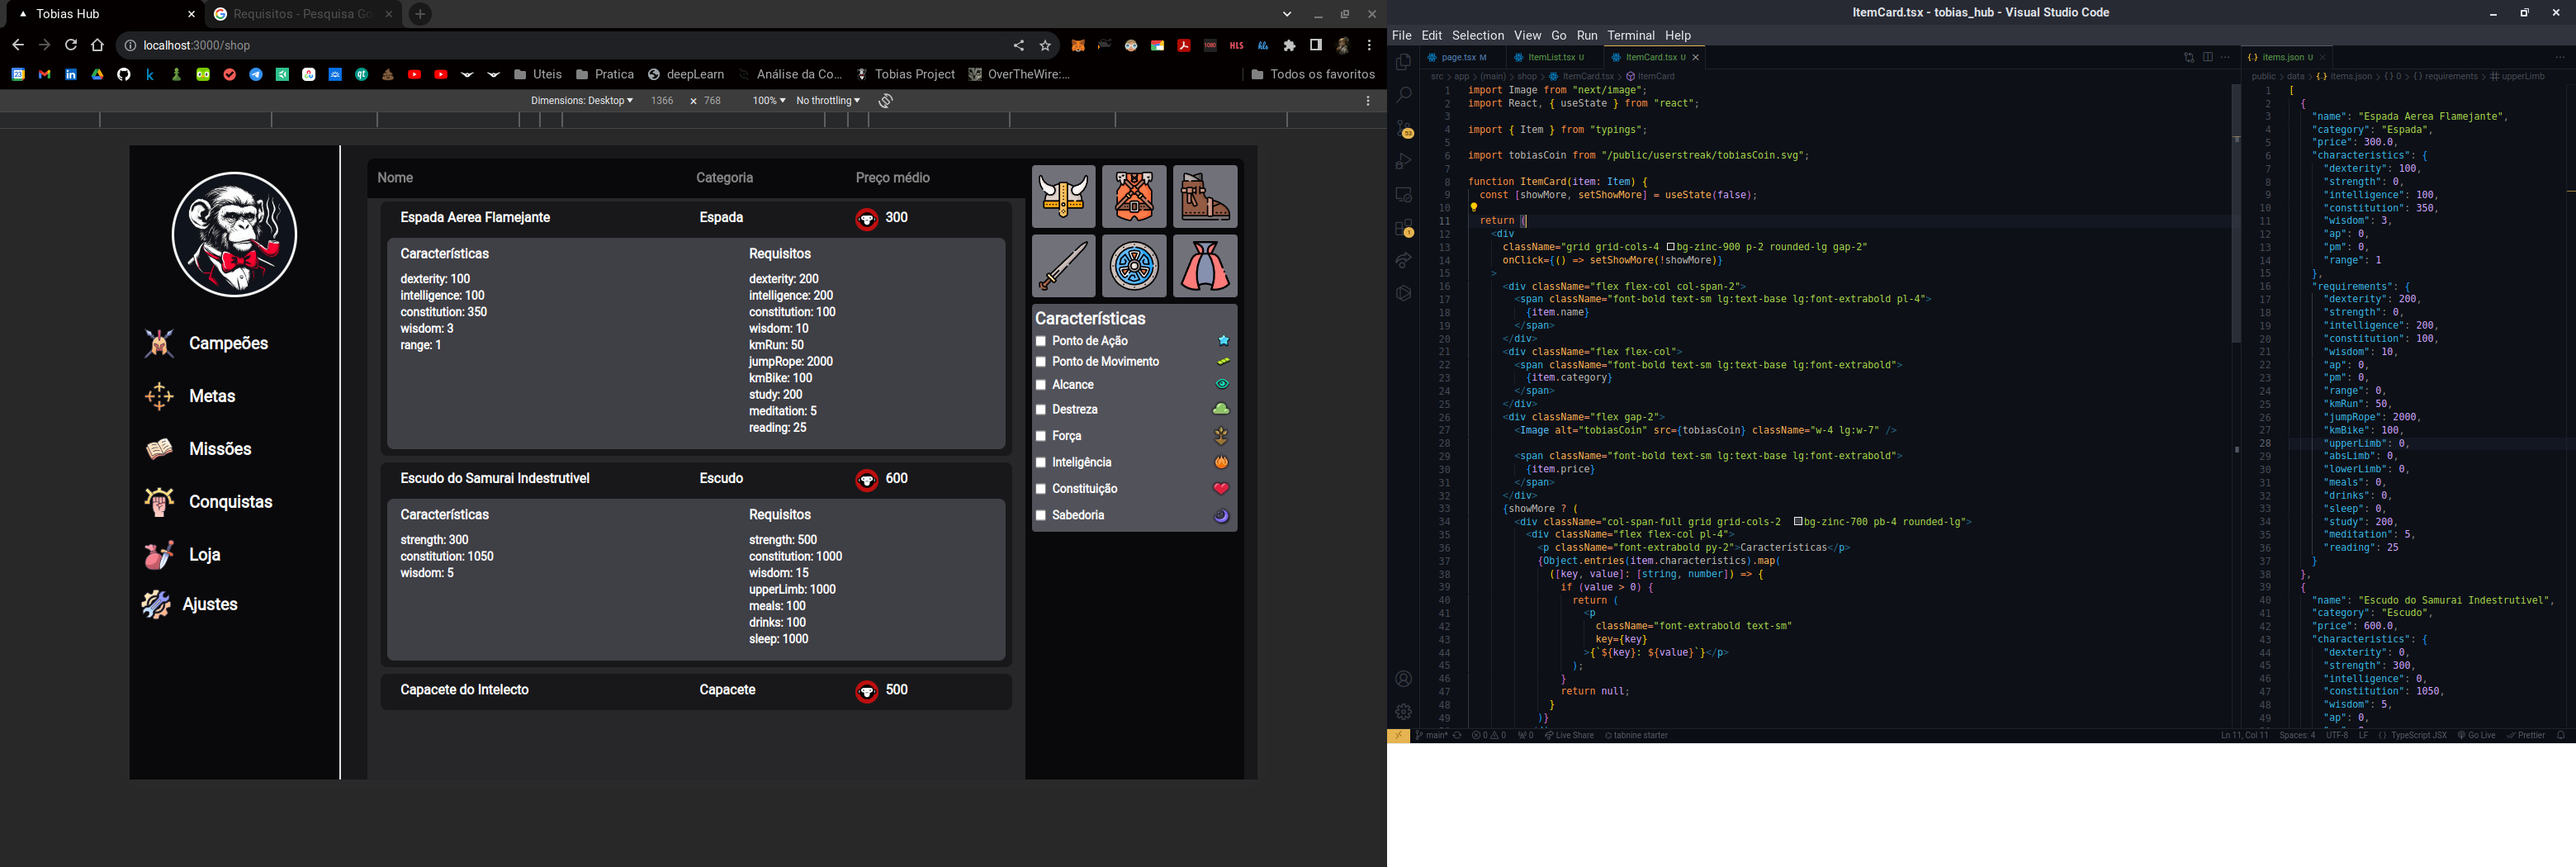 Tobias Hub
Requisitos - Pesquisa Go
localhost:3000/shop
Uteis
Pratica
deepLearn
Análise da Co...
Tobias Project
OverTheWire:...
Todos os favoritos
Dimensions: Desktop 1366 × 768 100% No throttling
Nome Categoria Preço médio
Espada Aerea Flamejante Espada 300
Características Requisitos
dexterity: 100 dexterity: 200
intelligence: 100 intelligence: 200
constitution: 350 constitution: 100
wisdom: 3 wisdom: 10
range: 1 kmRun: 50
jumpRope: 2000
kmBike: 100
study: 200
meditation: 5
reading: 25
Escudo do Samurai Indestrutivel Escudo 600
Características Requisitos
strength: 300 strength: 500
constitution: 1050 constitution: 1000
wisdom: 5 wisdom: 15
upperLimb: 1000
meals: 100
drinks: 100
sleep: 1000
Capacete do Intelecto Capacete 500
Campeões
Metas
Missões
Conquistas
Loja
Ajustes
Características
Ponto de Ação
Ponto de Movimento
Alcance
Destreza
Força
Inteligência
Constituição
Sabedoria
ItemCard.tsx - tobias_hub - Visual Studio Code
File Edit Selection View Go Run Terminal Help
page.tsx M ItemList.tsx U ItemCard.tsx U
src > app > (main) > shop > ItemCard.tsx > ItemCard
1 import Image from "next/image";
2 import React, { useState } from "react";
3
4 import { Item } from "typings";
5
6 import tobiasCoin from "/public/userstreak/tobiasCoin.svg";
7
8 function ItemCard(item: Item) {
9 const [showMore, setShowMore] = useState(false);
10
11 return (
12 <div
13 className="grid grid-cols-4 bg-zinc-900 p-2 rounded-lg gap-2"
14 onClick={() => setShowMore(!showMore)}
15 >
16 <div className="flex flex-col col-span-2">
17 <span className="font-bold text-sm lg:text-base lg:font-extrabold pl-4">
18 {item.name}
19 </span>
20 </div>
21 <div className="flex flex-col">
22 <span className="font-bold text-sm lg:text-base lg:font-extrabold">
23 {item.category}
24 </span>
25 </div>
26 <div className="flex gap-2">
27 <Image alt="tobiasCoin" src={tobiasCoin} className="w-4 lg:w-7" />
28
29 <span className="font-bold text-sm lg:text-base lg:font-extrabold">
30 {item.price}
31 </span>
32 </div>
33 {showMore ? (
34 <div className="col-span-full grid grid-cols-2 bg-zinc-700 pb-4 rounded-lg">
35 <div className="flex flex-col pl-4">
36 <p className="font-extrabold py-2">Características</p>
37 {Object.entries(item.characteristics).map(
38 ([key, value]: [string, number]) => {
39 if (value > 0) {
40 return (
41 <p
42 className="font-extrabold text-sm"
43 key={key}
44 >{`${key}: ${value}`}</p>
45 );
46 }
47 return null;
48 }
49 )}
items.json U
public > data > items.json > { } 0 > { } requirements > upperLimb
1 [
2 {
3 "name": "Espada Aerea Flamejante",
4 "category": "Espada",
5 "price": 300.0,
6 "characteristics": {
7 "dexterity": 100,
8 "strength": 0,
9 "intelligence": 100,
10 "constitution": 350,
11 "wisdom": 3,
12 "ap": 0,
13 "pm": 0,
14 "range": 1
15 },
16 "requirements": {
17 "dexterity": 200,
18 "strength": 0,
19 "intelligence": 200,
20 "constitution": 100,
21 "wisdom": 10,
22 "ap": 0,
23 "pm": 0,
24 "range": 0,
25 "kmRun": 50,
26 "jumpRope": 2000,
27 "kmBike": 100,
28 "upperLimb": 0,
29 "absLimb": 0,
30 "lowerLimb": 0,
31 "meals": 0,
32 "drinks": 0,
33 "sleep": 0,
34 "study": 200,
35 "meditation": 5,
36 "reading": 25
37 }
38 },
39 {
40 "name": "Escudo do Samurai Indestrutivel",
41 "category": "Escudo",
42 "price": 600.0,
43 "characteristics": {
44 "dexterity": 0,
45 "strength": 300,
46 "intelligence": 0,
47 "constitution": 1050,
48 "wisdom": 5,
49 "ap": 0,
main* 0 0 0 Live Share tabnine starter
Ln 11, Col 11 Spaces: 4 UTF-8 LF TypeScript JSX Go Live Prettier